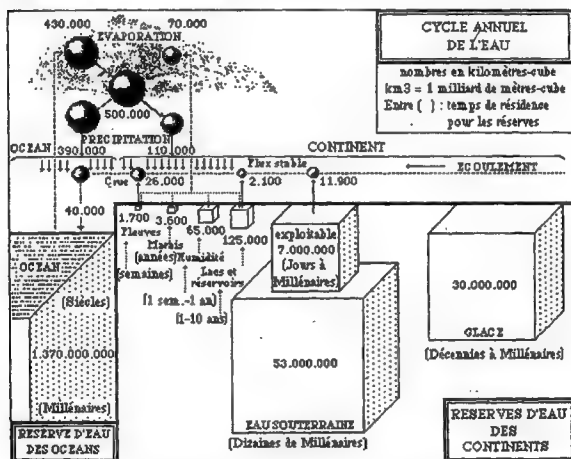 430.000
70.000
EVAPORATION
500.000
PRECIPITATION
390.000
110.000
CYCLE ANNUEL
DE L'EAU
nombres en kilomètres-cube
km3 = 1 milliard de mètres-cube
Entre ( ) : temps de résidence
pour les réserves
OCEAN
CONTINENT
Flux stable
ECOULEMENT
Crue
26.000
2.100
11.900
40.000
1.700
3.600
65.000
125.000
Fleuves
(semaines)
Marais
(années)
Humidité
(1 sem.-1 an)
Lacs et
réservoirs
(1-10 ans)
exploitable
7.000.000
(Jours à
Millénaires)
OCEAN
(Siècles)
1.370.000.000
(Millénaires)
53.000.000
EAU SOUTERRAINE
(Dizaines de Millénaires)
30.000.000
GLACE
(Décennies à Millénaires)
RESERVE D'EAU
DES OCEANS
RESERVES D'EAU
DES
CONTINENTS